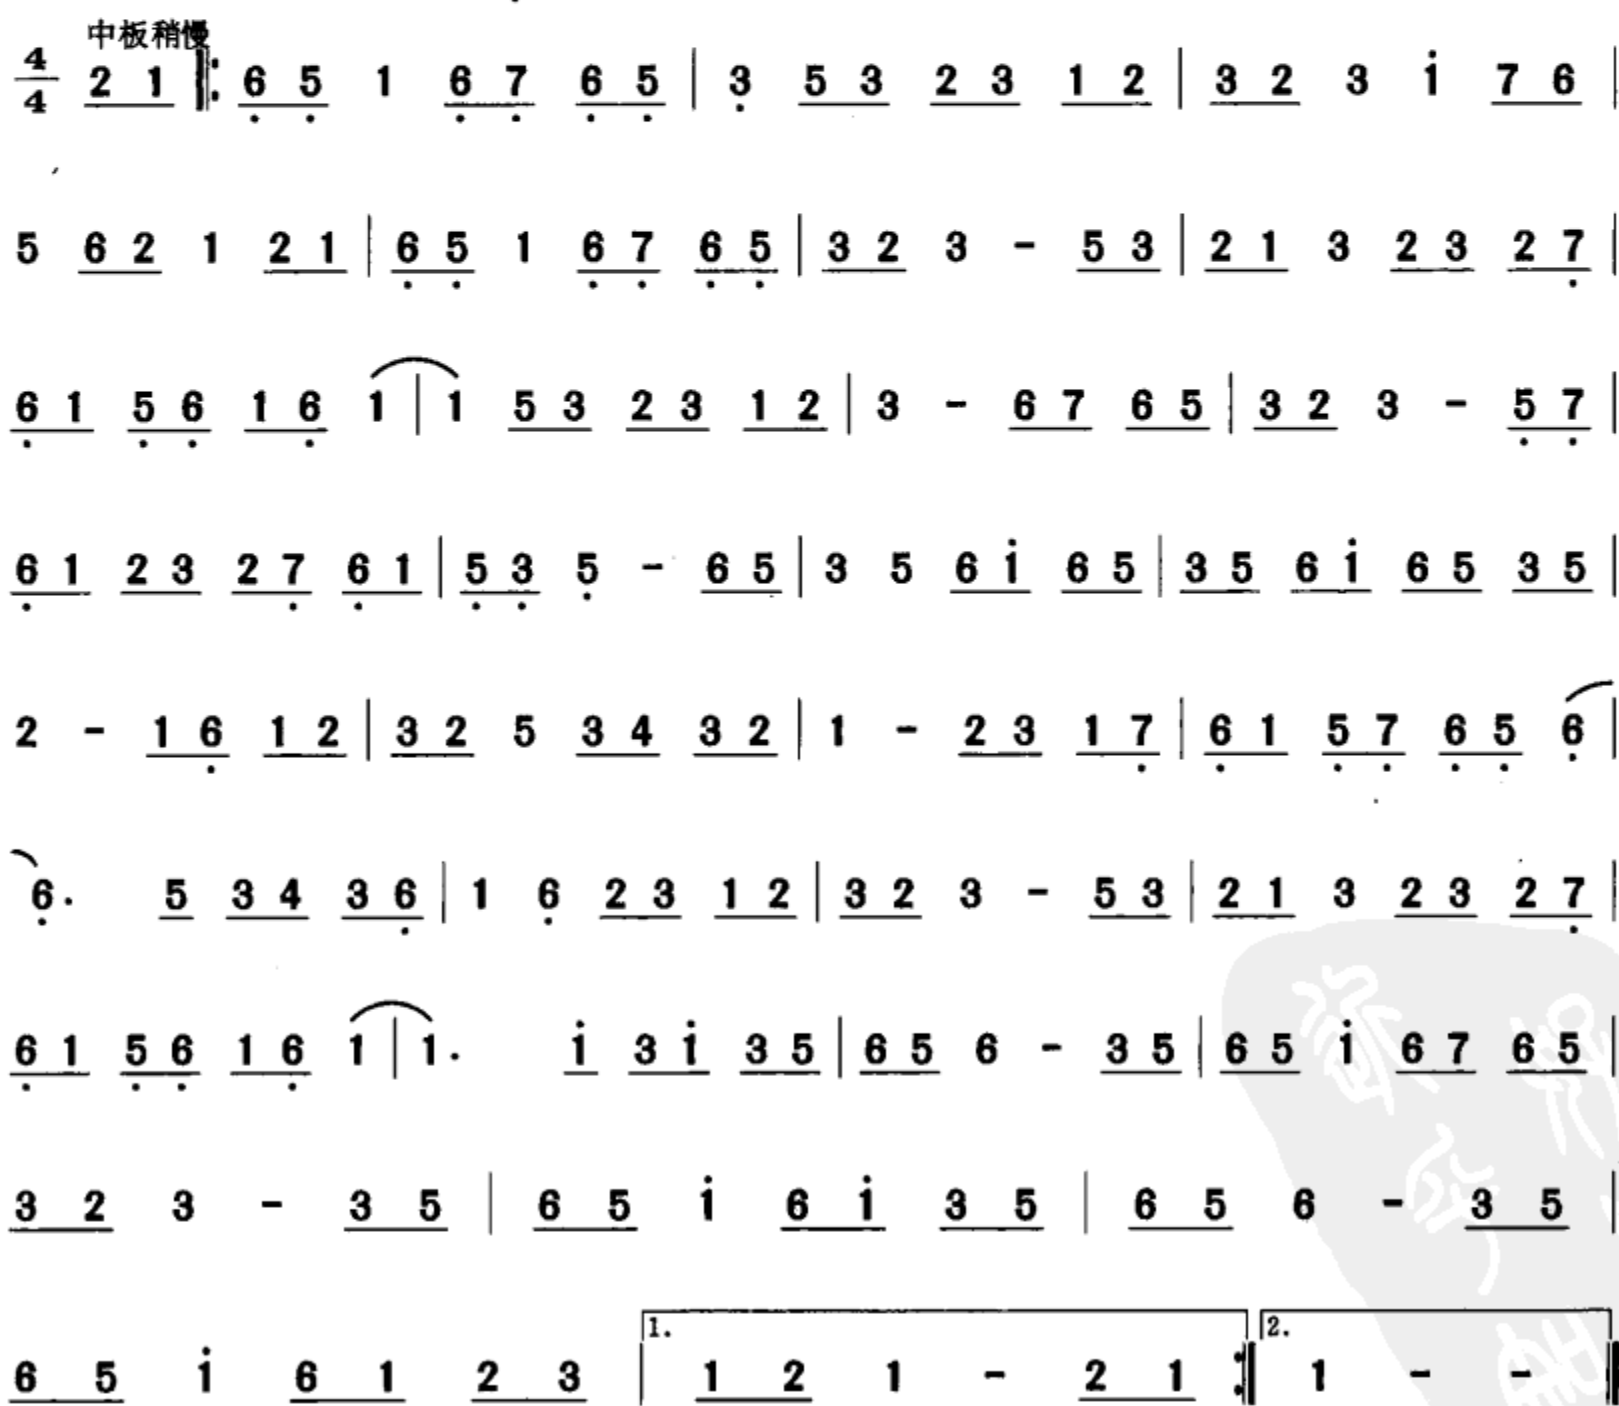 中板稍慢
4/4 2 1 ‖: 6̣ 5̣ 1 6̣ 7̣ 6̣ 5̣ | 3̣ 5 3 2 3 1 2 | 3 2 3 i 7 6 |
5 6 2 1 2 1 | 6̣ 5̣ 1 6̣ 7̣ 6̣ 5̣ | 3 2 3 - 5 3 | 2 1 3 2 3 2 7̣ |
6̣ 1 5̣ 6̣ 1 6̣ 1 | 1 5 3 2 3 1 2 | 3 - 6 7 6 5 | 3 2 3 - 5̣ 7̣ |
6̣ 1 2 3 2 7̣ 6̣ 1 | 5̣ 3̣ 5̣ - 6 5 | 3 5 6 i 6 5 | 3 5 6 i 6 5 3 5 |
2 - 1 6̣ 1 2 | 3 2 5 3 4 3 2 | 1 - 2 3 1 7̣ | 6̣ 1 5̣ 7̣ 6̣ 5̣ 6̣ |
6̣. 5 3 4 3 6̣ | 1 6̣ 2 3 1 2 | 3 2 3 - 5 3 | 2 1 3 2 3 2 7̣ |
6̣ 1 5̣ 6̣ 1 6̣ 1 | 1. i 3 i 3 5 | 6 5 6 - 3 5 | 6 5 i 6 7 6 5 |
3 2 3 - 3 5 | 6 5 i 6 i 3 5 | 6 5 6 - 3 5 |
6 5 i 6 1 2 3 | 1. 1 2 1 - 2 1 :‖ 2. 1 - - ‖